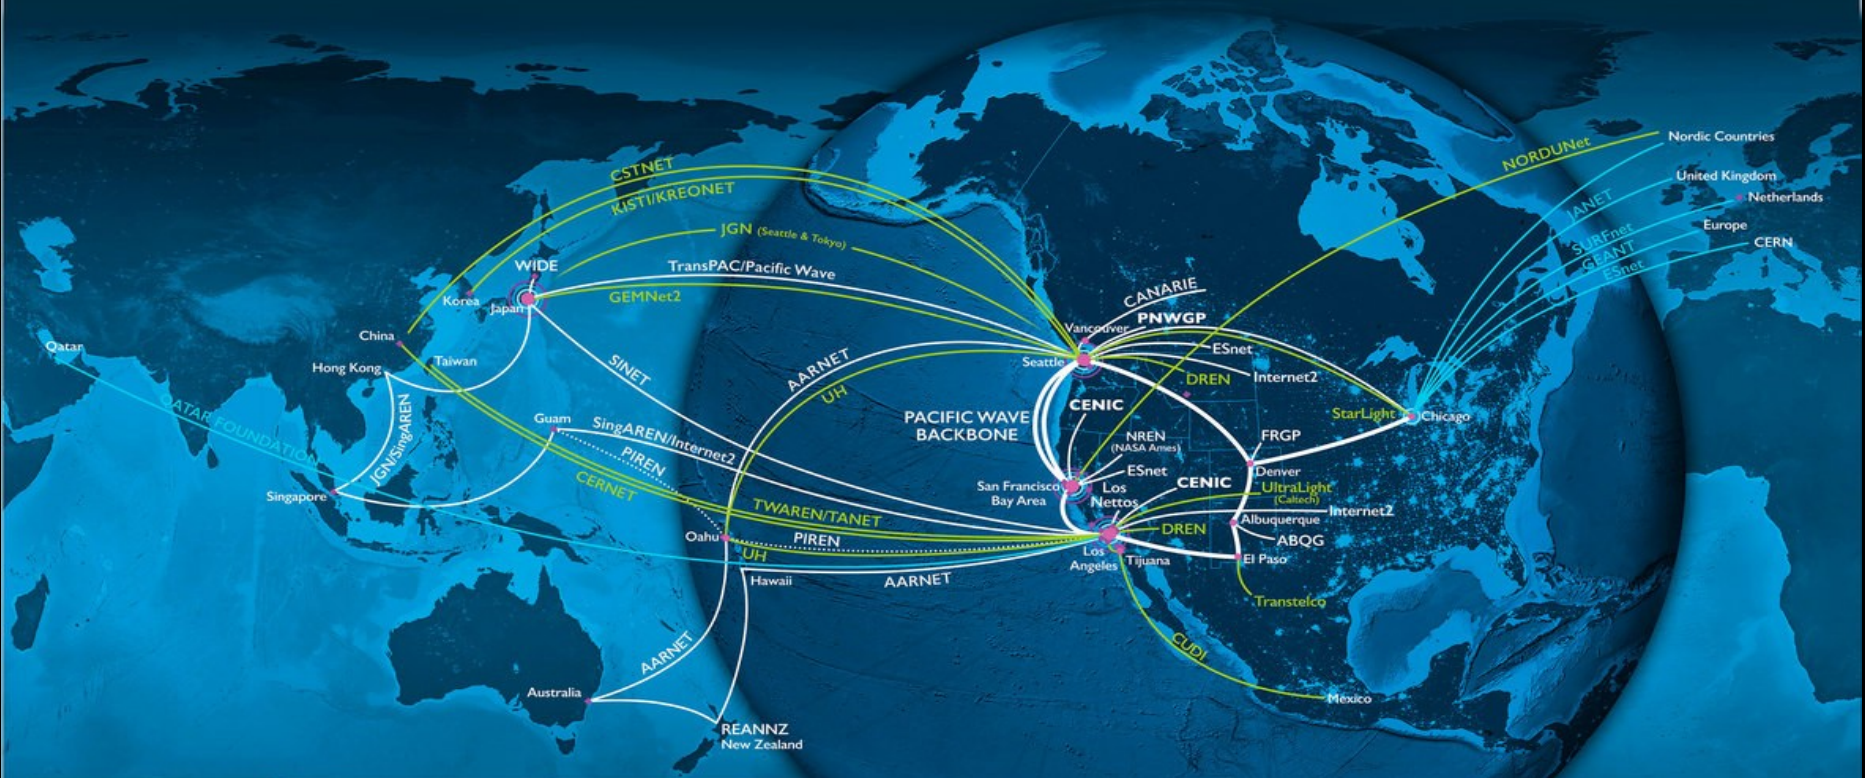 CSTNET
KISTI/KREONET
JGN (Seattle & Tokyo)
WIDE
TransPAC/Pacific Wave
GEMNet2
Korea
Japan
China
Qatar
Hong Kong
Taiwan
SINET
QATAR FOUNDATION
JGN/SingAREN
Guam
SingAREN/Internet2
PIREN
CERNET
Singapore
TWAREN/TANET
Oahu
PIREN
UH
Hawaii
AARNET
AARNET
Australia
REANNZ
New Zealand
AARNET
UH
NORDUNet
Nordic Countries
United Kingdom
JANET
Netherlands
SURFnet
Europe
GEANT
CERN
ESnet
CANARIE
PNWGP
Vancouver
Seattle
ESnet
Internet2
DREN
StarLight
Chicago
PACIFIC WAVE
BACKBONE
CENIC
NREN
(NASA Ames)
ESnet
San Francisco
Bay Area
Los
Nettos
CENIC
FRGP
Denver
UltraLight
(Caltech)
Internet2
Albuquerque
DREN
ABQG
Los
Angeles
Tijuana
El Paso
Transtelco
CUDI
Mexico